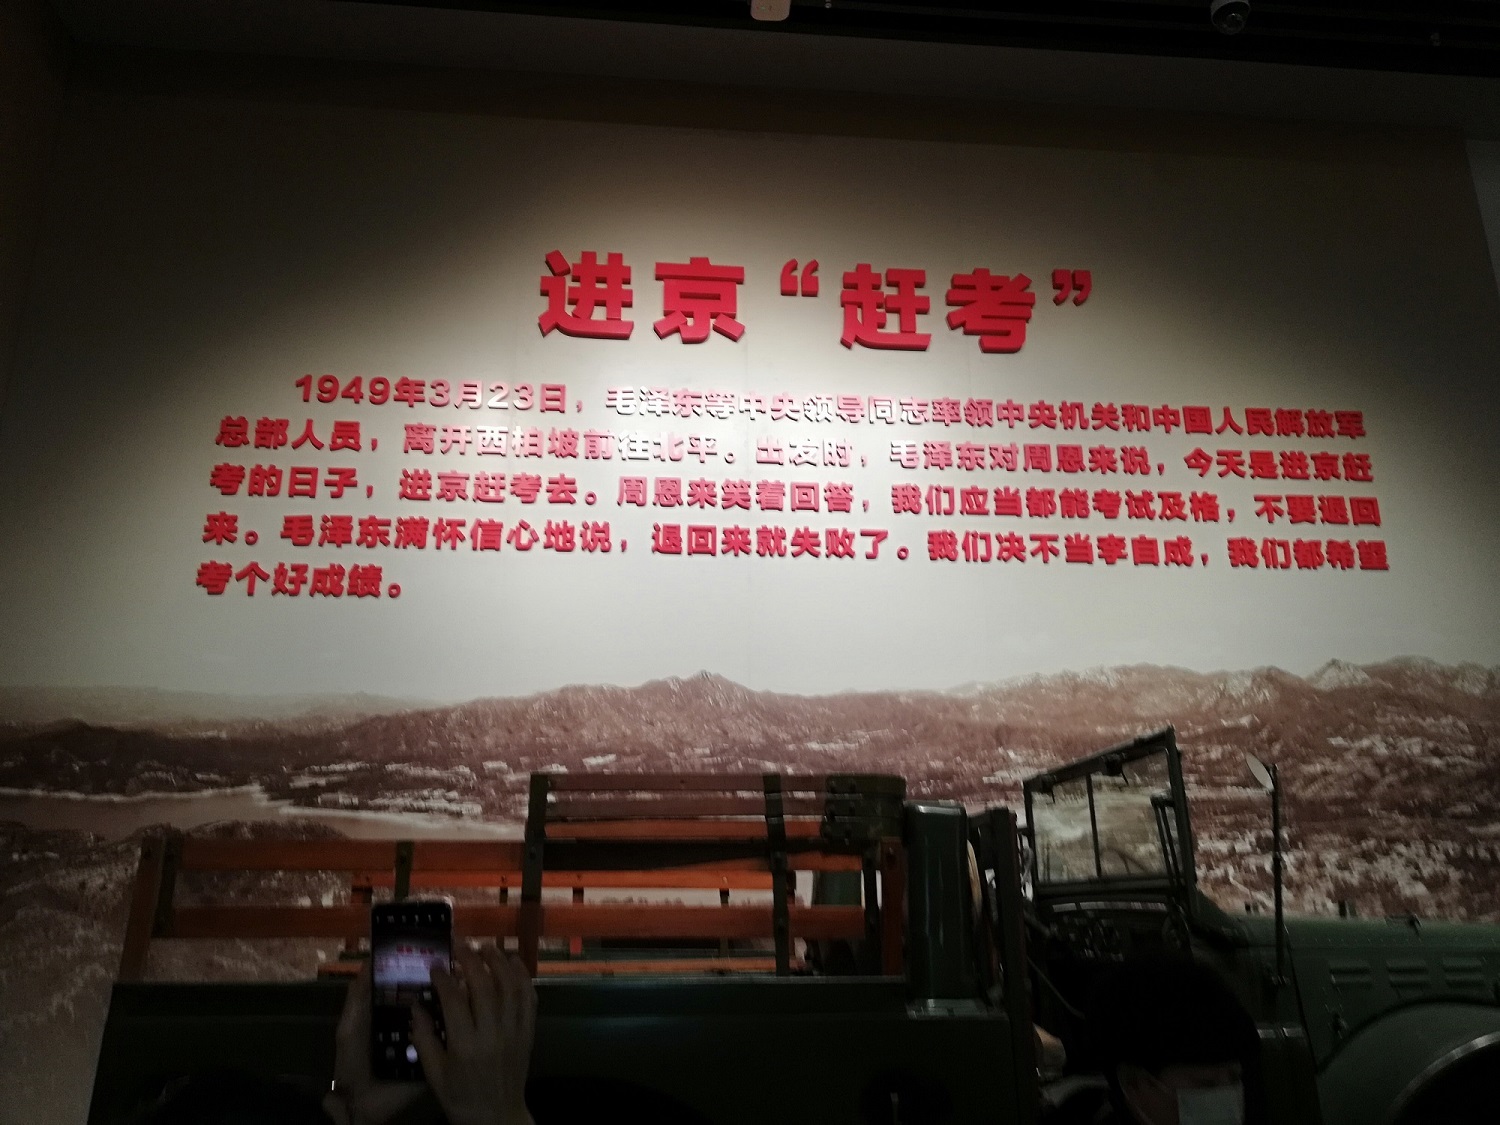 进京“赶考”
1949年3月23日，毛泽东等中央领导同志率领中央机关和中国人民解放军
总部人员，离开西柏坡前往北平。出发时，毛泽东对周恩来说，今天是进京赶
考的日子，进京赶考去。周恩来笑着回答，我们应当都能考试及格，不要退回
来。毛泽东满怀信心地说，退回来就失败了。我们决不当李自成，我们都希望
考个好成绩。